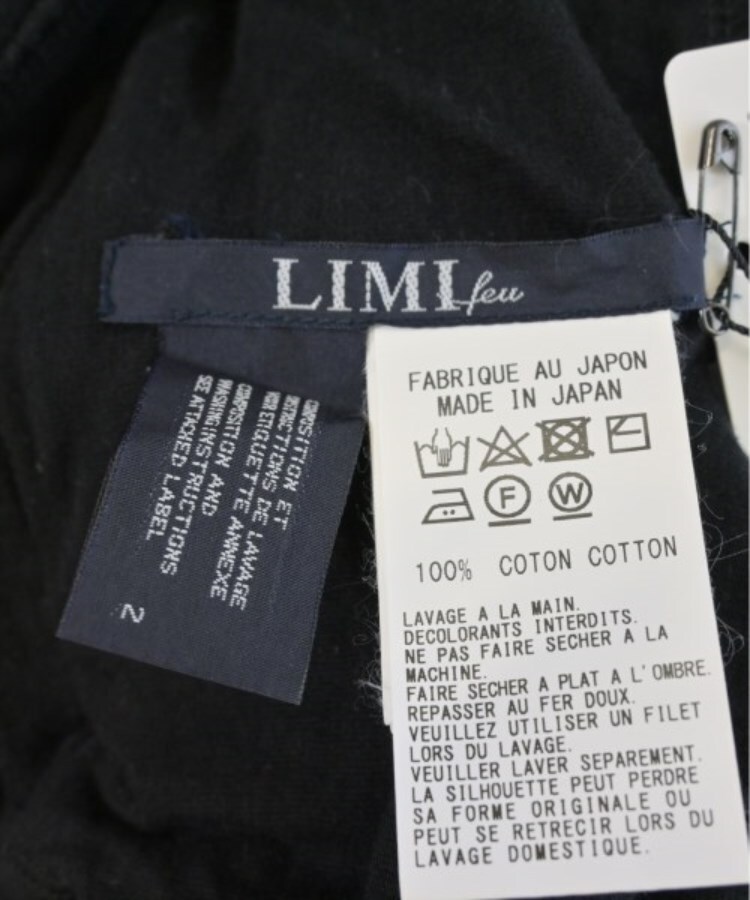 LIMI feu
COMPOSITION ET
INSTRUCTIONS DE LAVAGE
VOIR ETIQUETTE ANNEXE
COMPOSITION AND
WASHING INSTRUCTIONS
SEE ATTACHED LABEL
2
FABRIQUE AU JAPON
MADE IN JAPAN
F W
100% COTON COTTON
LAVAGE A LA MAIN.
DECOLORANTS INTERDITS.
NE PAS FAIRE SECHER A LA
MACHINE.
FAIRE SECHER A PLAT A L'OMBRE.
REPASSER AU FER DOUX.
VEUILLEZ UTILISER UN FILET
LORS DU LAVAGE.
VEUILLER LAVER SEPAREMENT.
LA SILHOUETTE PEUT PERDRE
SA FORME ORIGINALE OU
PEUT SE RETRECIR LORS DU
LAVAGE DOMESTIQUE.